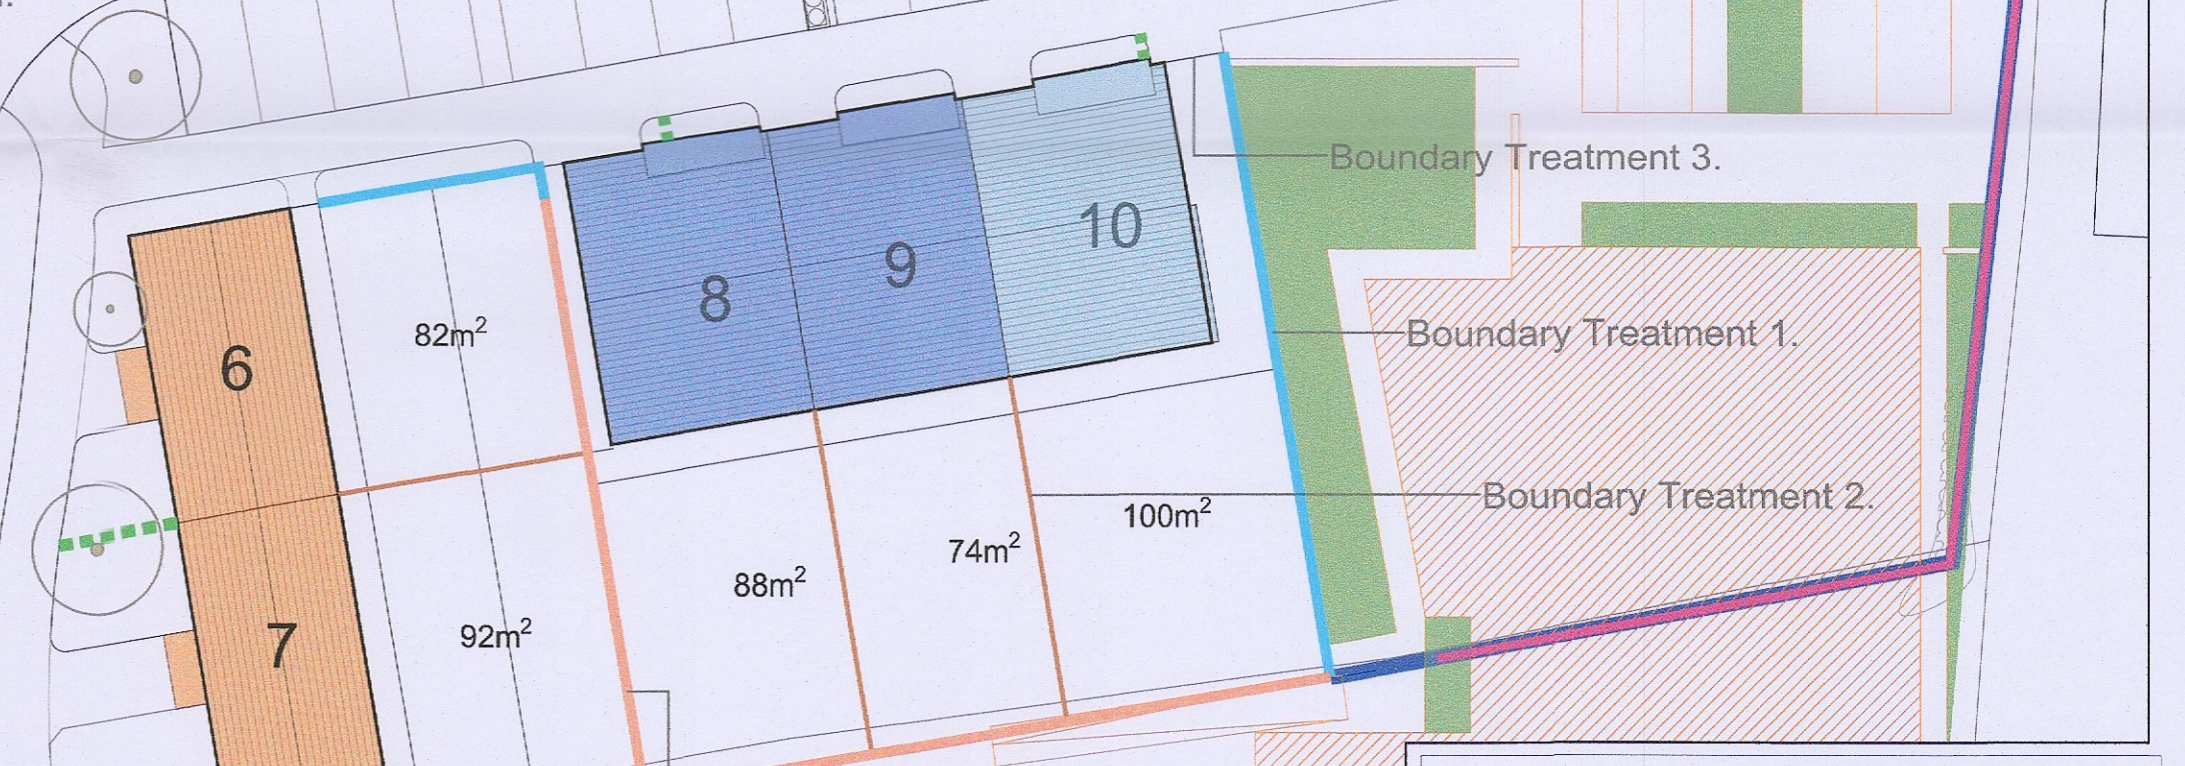 Boundary Treatment 3.
10
9
8
82m²
Boundary Treatment 1.
6
Boundary Treatment 2.
100m²
74m²
88m²
92m²
7